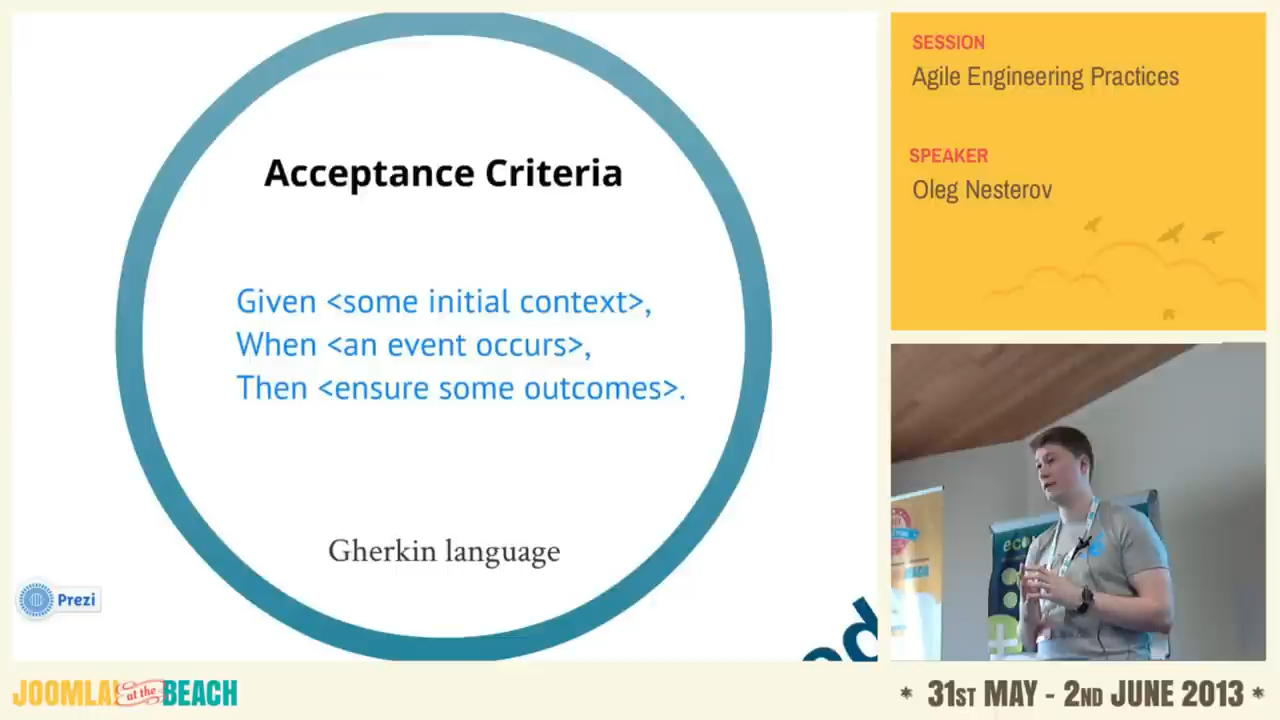 Acceptance Criteria
Given <some initial context>,
When <an event occurs>,
Then <ensure some outcomes>.
Gherkin language
Prezi
SESSION
Agile Engineering Practices
SPEAKER
Oleg Nesterov
JOOMLA! at the BEACH
* 31ST MAY - 2ND JUNE 2013 *